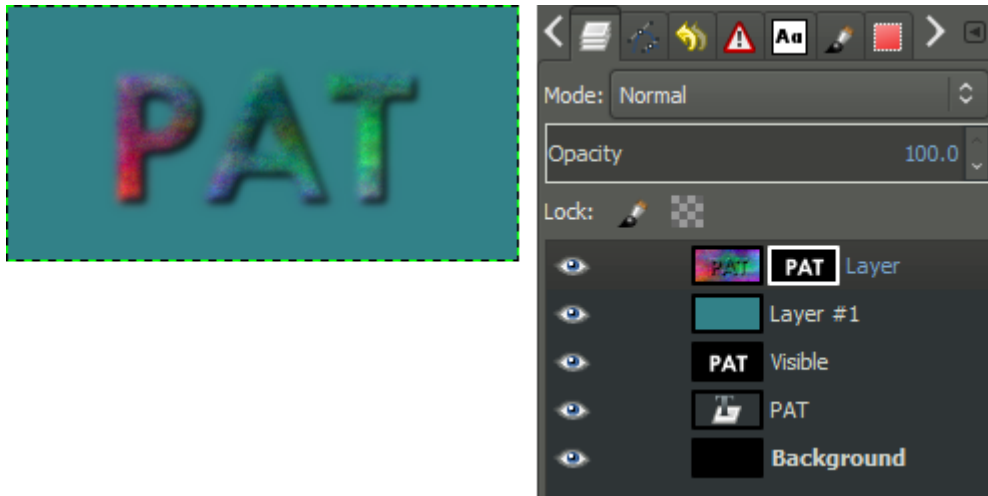 PAT
Aa
Mode: Normal
Opacity 100.0
Lock:
PAT PAT Layer
Layer #1
PAT Visible
PAT
Background